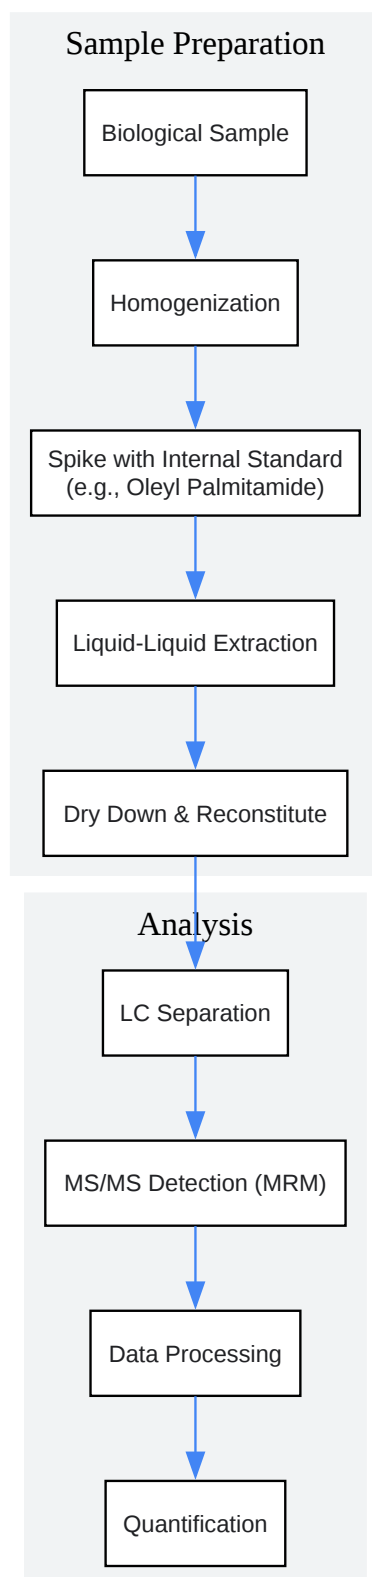 Sample Preparation
Biological Sample
Homogenization
Spike with Internal Standard
(e.g., Oleyl Palmitamide)
Liquid-Liquid Extraction
Dry Down & Reconstitute
Analysis
LC Separation
MS/MS Detection (MRM)
Data Processing
Quantification